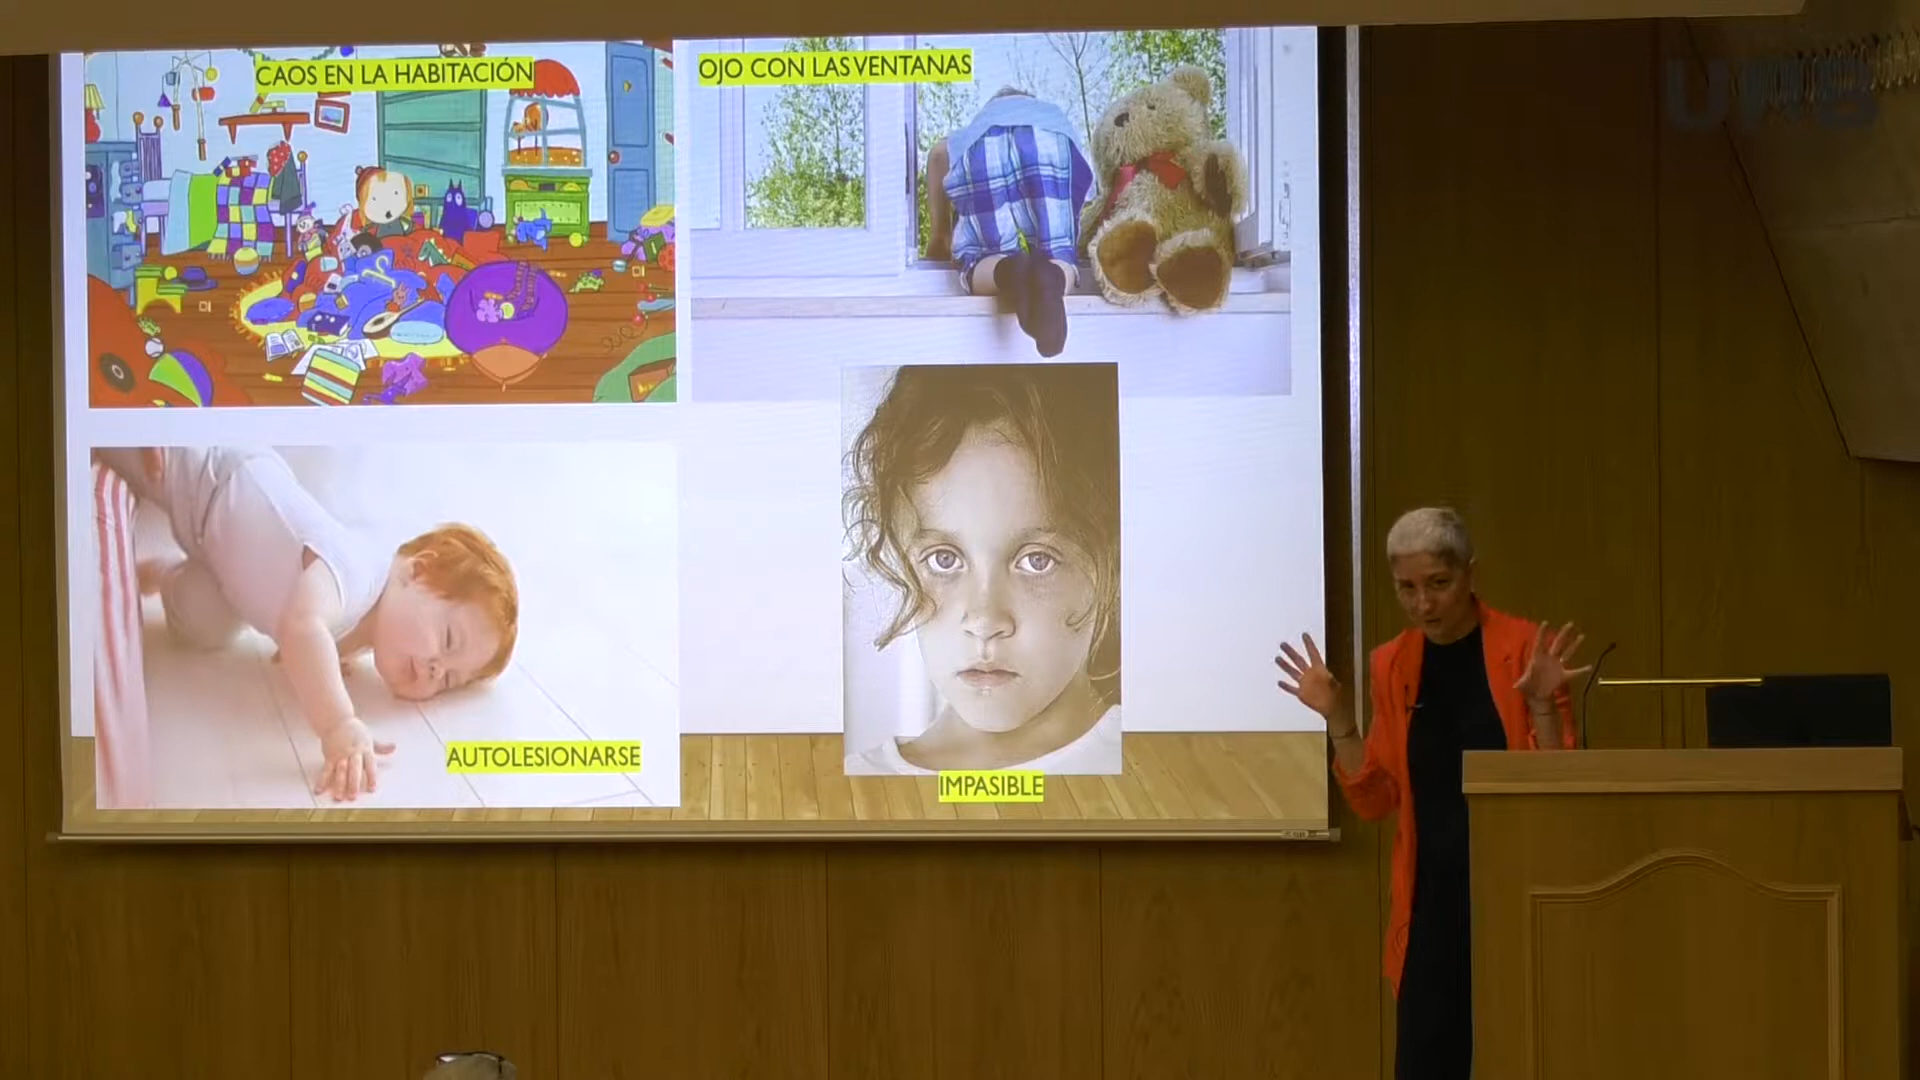 CAOS EN LA HABITACIÓN
OJO CON LAS VENTANAS
AUTOLESIONARSE
IMPASIBLE